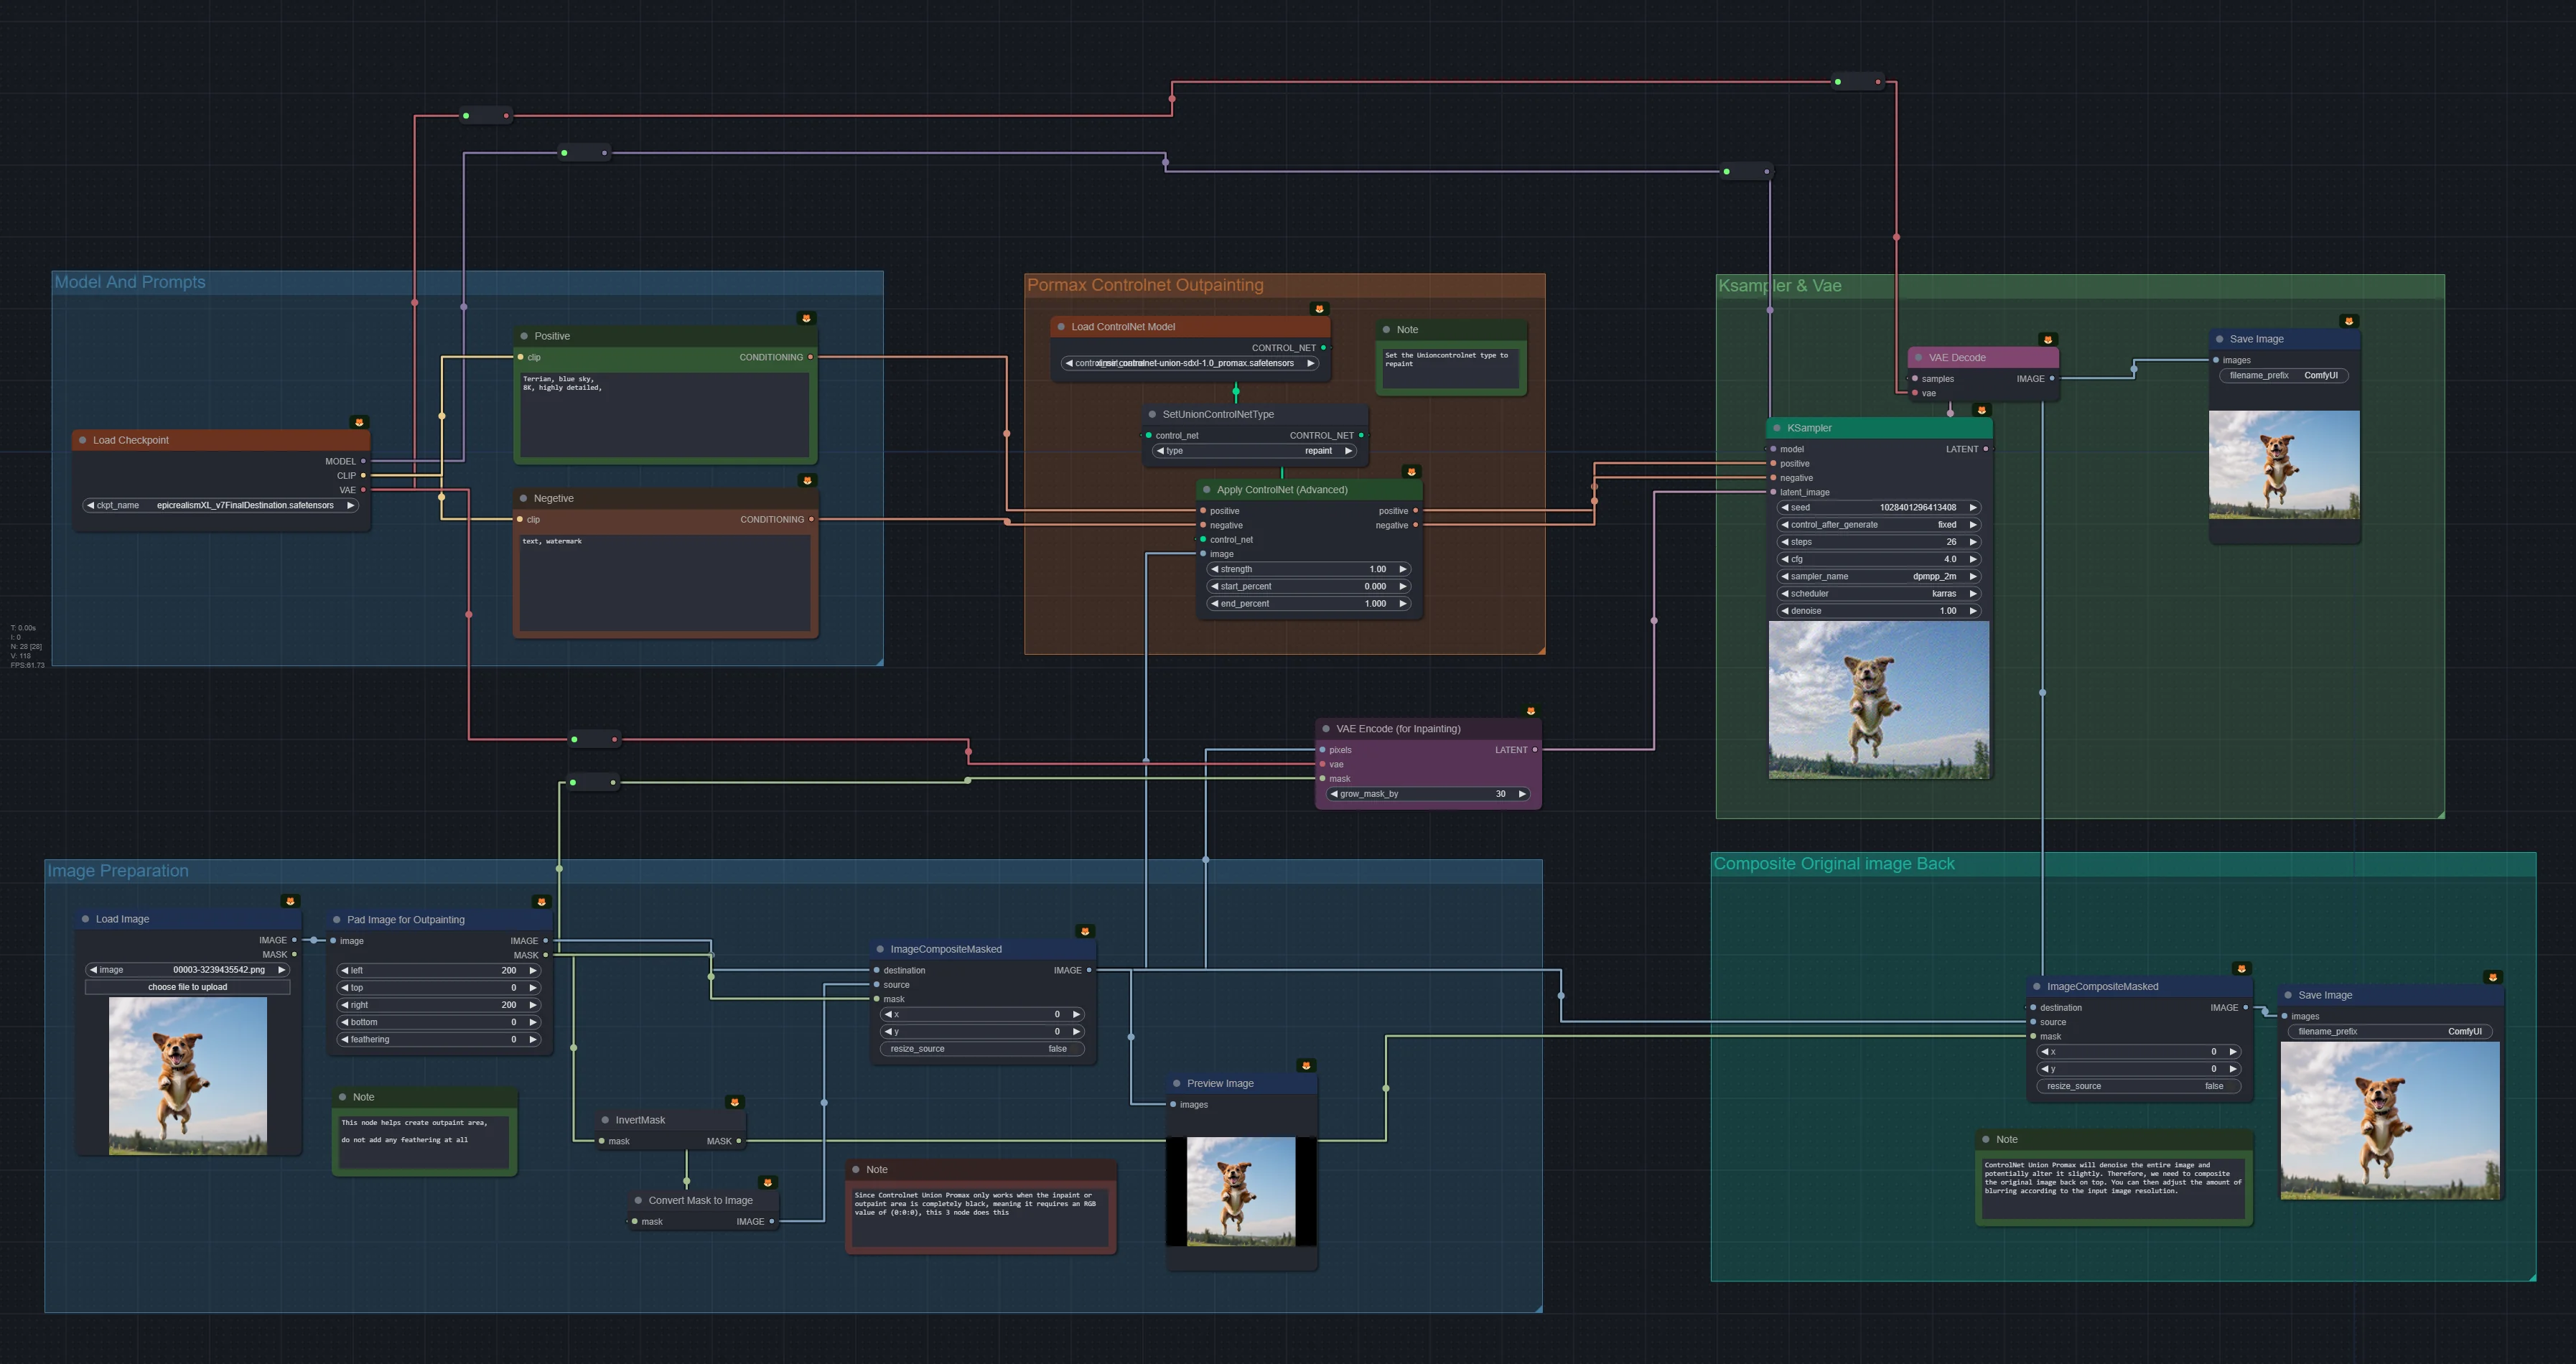 Model And Prompts
Load Checkpoint
MODEL
CLIP
VAE
ckpt_name epicrealismXL_v7FinalDestination.safetensors
Positive
clip CONDITIONING
Terrian, blue sky,
8K, highly detailed,
Negetive
clip CONDITIONING
text, watermark
T: 0.00s
I: 0
N: 28 [28]
V: 118
FPS:61.73
Pormax Controlnet Outpainting
Load ControlNet Model
CONTROL_NET
controlnet-union-sdxl-1.0_promax.safetensors
Note
Set the Unioncontrolnet type to
repaint
SetUnionControlNetType
control_net CONTROL_NET
type repaint
Apply ControlNet (Advanced)
positive positive
negative negative
control_net
image
strength 1.00
start_percent 0.000
end_percent 1.000
Ksampler & Vae
VAE Decode
samples IMAGE
vae
Save Image
images
filename_prefix ComfyUI
KSampler
model LATENT
positive
negative
latent_image
seed 1028401296413408
control_after_generate fixed
steps 26
cfg 4.0
sampler_name dpmpp_2m
scheduler karras
denoise 1.00
VAE Encode (for Inpainting)
pixels LATENT
vae
mask
grow_mask_by 30
Image Preparation
Load Image
IMAGE
MASK
image 00003-3239435542.png
choose file to upload
Pad Image for Outpainting
image IMAGE
MASK
left 200
top 0
right 200
bottom 0
feathering 0
Note
This node helps create outpaint area,
do not add any feathering at all
ImageCompositeMasked
destination IMAGE
source
mask
x 0
y 0
resize_source false
InvertMask
mask MASK
Convert Mask to Image
mask IMAGE
Note
Since Controlnet Union Promax only works when the inpaint or
outpaint area is completely black, meaning it requires an RGB
value of (0:0:0), this 3 node does this
Preview Image
images
Composite Original image Back
ImageCompositeMasked
destination IMAGE
source
mask
x 0
y 0
resize_source false
Save Image
images
filename_prefix ComfyUI
Note
ControlNet Union Promax will denoise the entire image and
potentially alter it slightly. Therefore, we need to composite
the original image back on top. You can then adjust the amount of
blurring according to the input image resolution.